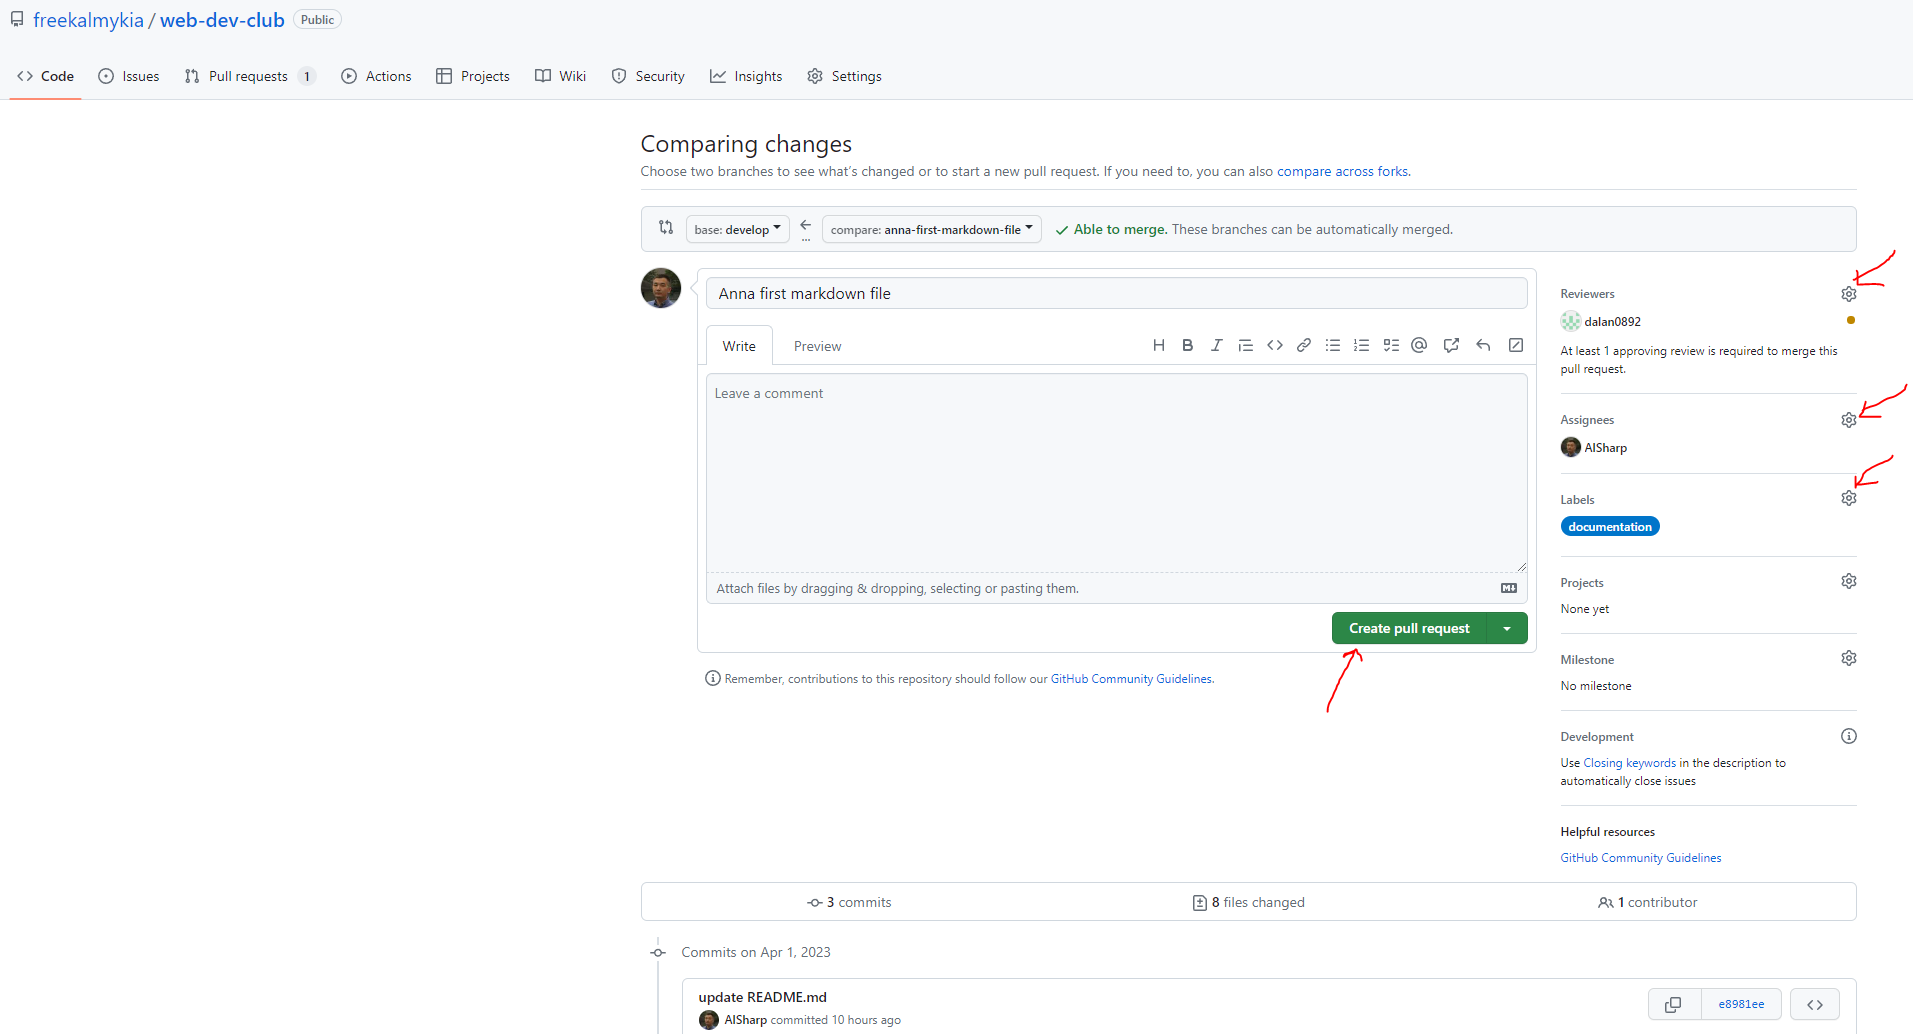 freekalmykia / web-dev-club Public
Code Issues Pull requests 1 Actions Projects Wiki Security Insights Settings
Comparing changes
Choose two branches to see what's changed or to start a new pull request. If you need to, you can also compare across forks.
base: develop compare: anna-first-markdown-file Able to merge. These branches can be automatically merged.
Anna first markdown file
Write Preview
Leave a comment
Attach files by dragging & dropping, selecting or pasting them.
Create pull request
Remember, contributions to this repository should follow our GitHub Community Guidelines.
Reviewers
dalan0892
At least 1 approving review is required to merge this
pull request.
Assignees
AlSharp
Labels
documentation
Projects
None yet
Milestone
No milestone
Development
Use Closing keywords in the description to
automatically close issues
Helpful resources
GitHub Community Guidelines
3 commits 8 files changed 1 contributor
Commits on Apr 1, 2023
update README.md
AlSharp committed 10 hours ago
e8981ee